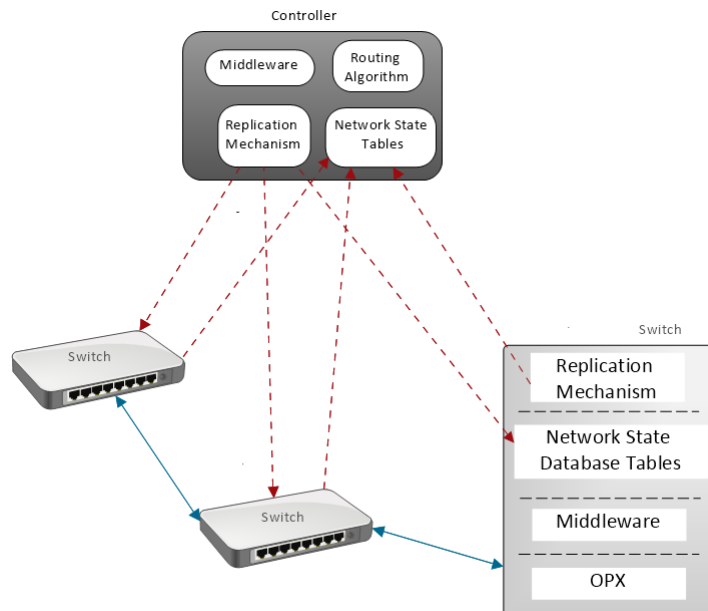 Controller
Middleware
Routing
Algorithm
Replication
Mechanism
Network State
Tables
Switch
Switch
Switch
Replication
Mechanism
Network State
Database Tables
Middleware
OPX